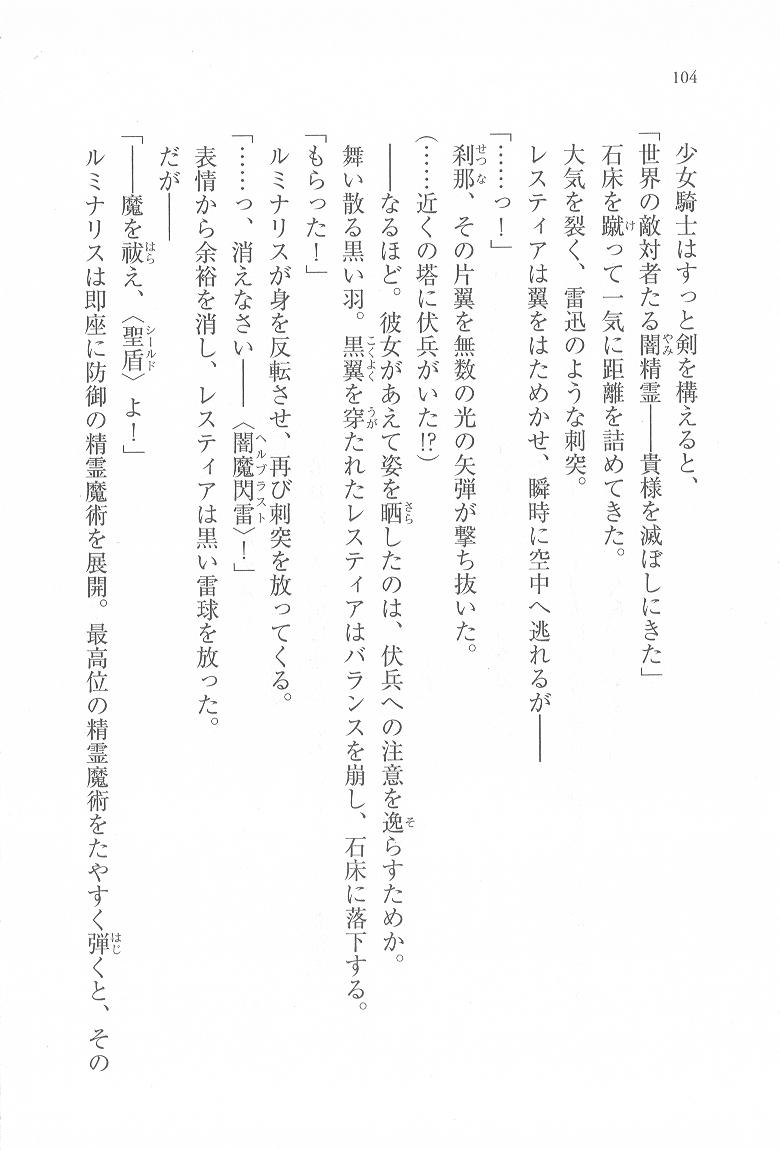 104
少女騎士はすっと剣を構えると、
「世界の敵対者たる闇精霊――貴様を滅ぼしにきた」
石床を蹴って一気に距離を詰めてきた。
大気を裂く、雷迅のような刺突。
レスティアは翼をはためかせ、瞬時に空中へ逃れるが――
「……っ！」
刹那、その片翼を無数の光の矢弾が撃ち抜いた。
（……近くの塔に伏兵がいた!?）
――なるほど。彼女があえて姿を晒したのは、伏兵への注意を逸らすためか。
舞い散る黒い羽。黒翼を穿たれたレスティアはバランスを崩し、石床に落下する。
「もらった！」
ルミナリスが身を反転させ、再び刺突を放ってくる。
「……っ、消えなさい――〈闇魔閃雷〉！」
表情から余裕を消し、レスティアは黒い雷球を放った。
だが――
「――魔を祓え、〈聖盾〉よ！」
ルミナリスは即座に防御の精霊魔術を展開。最高位の精霊魔術をたやすく弾くと、その